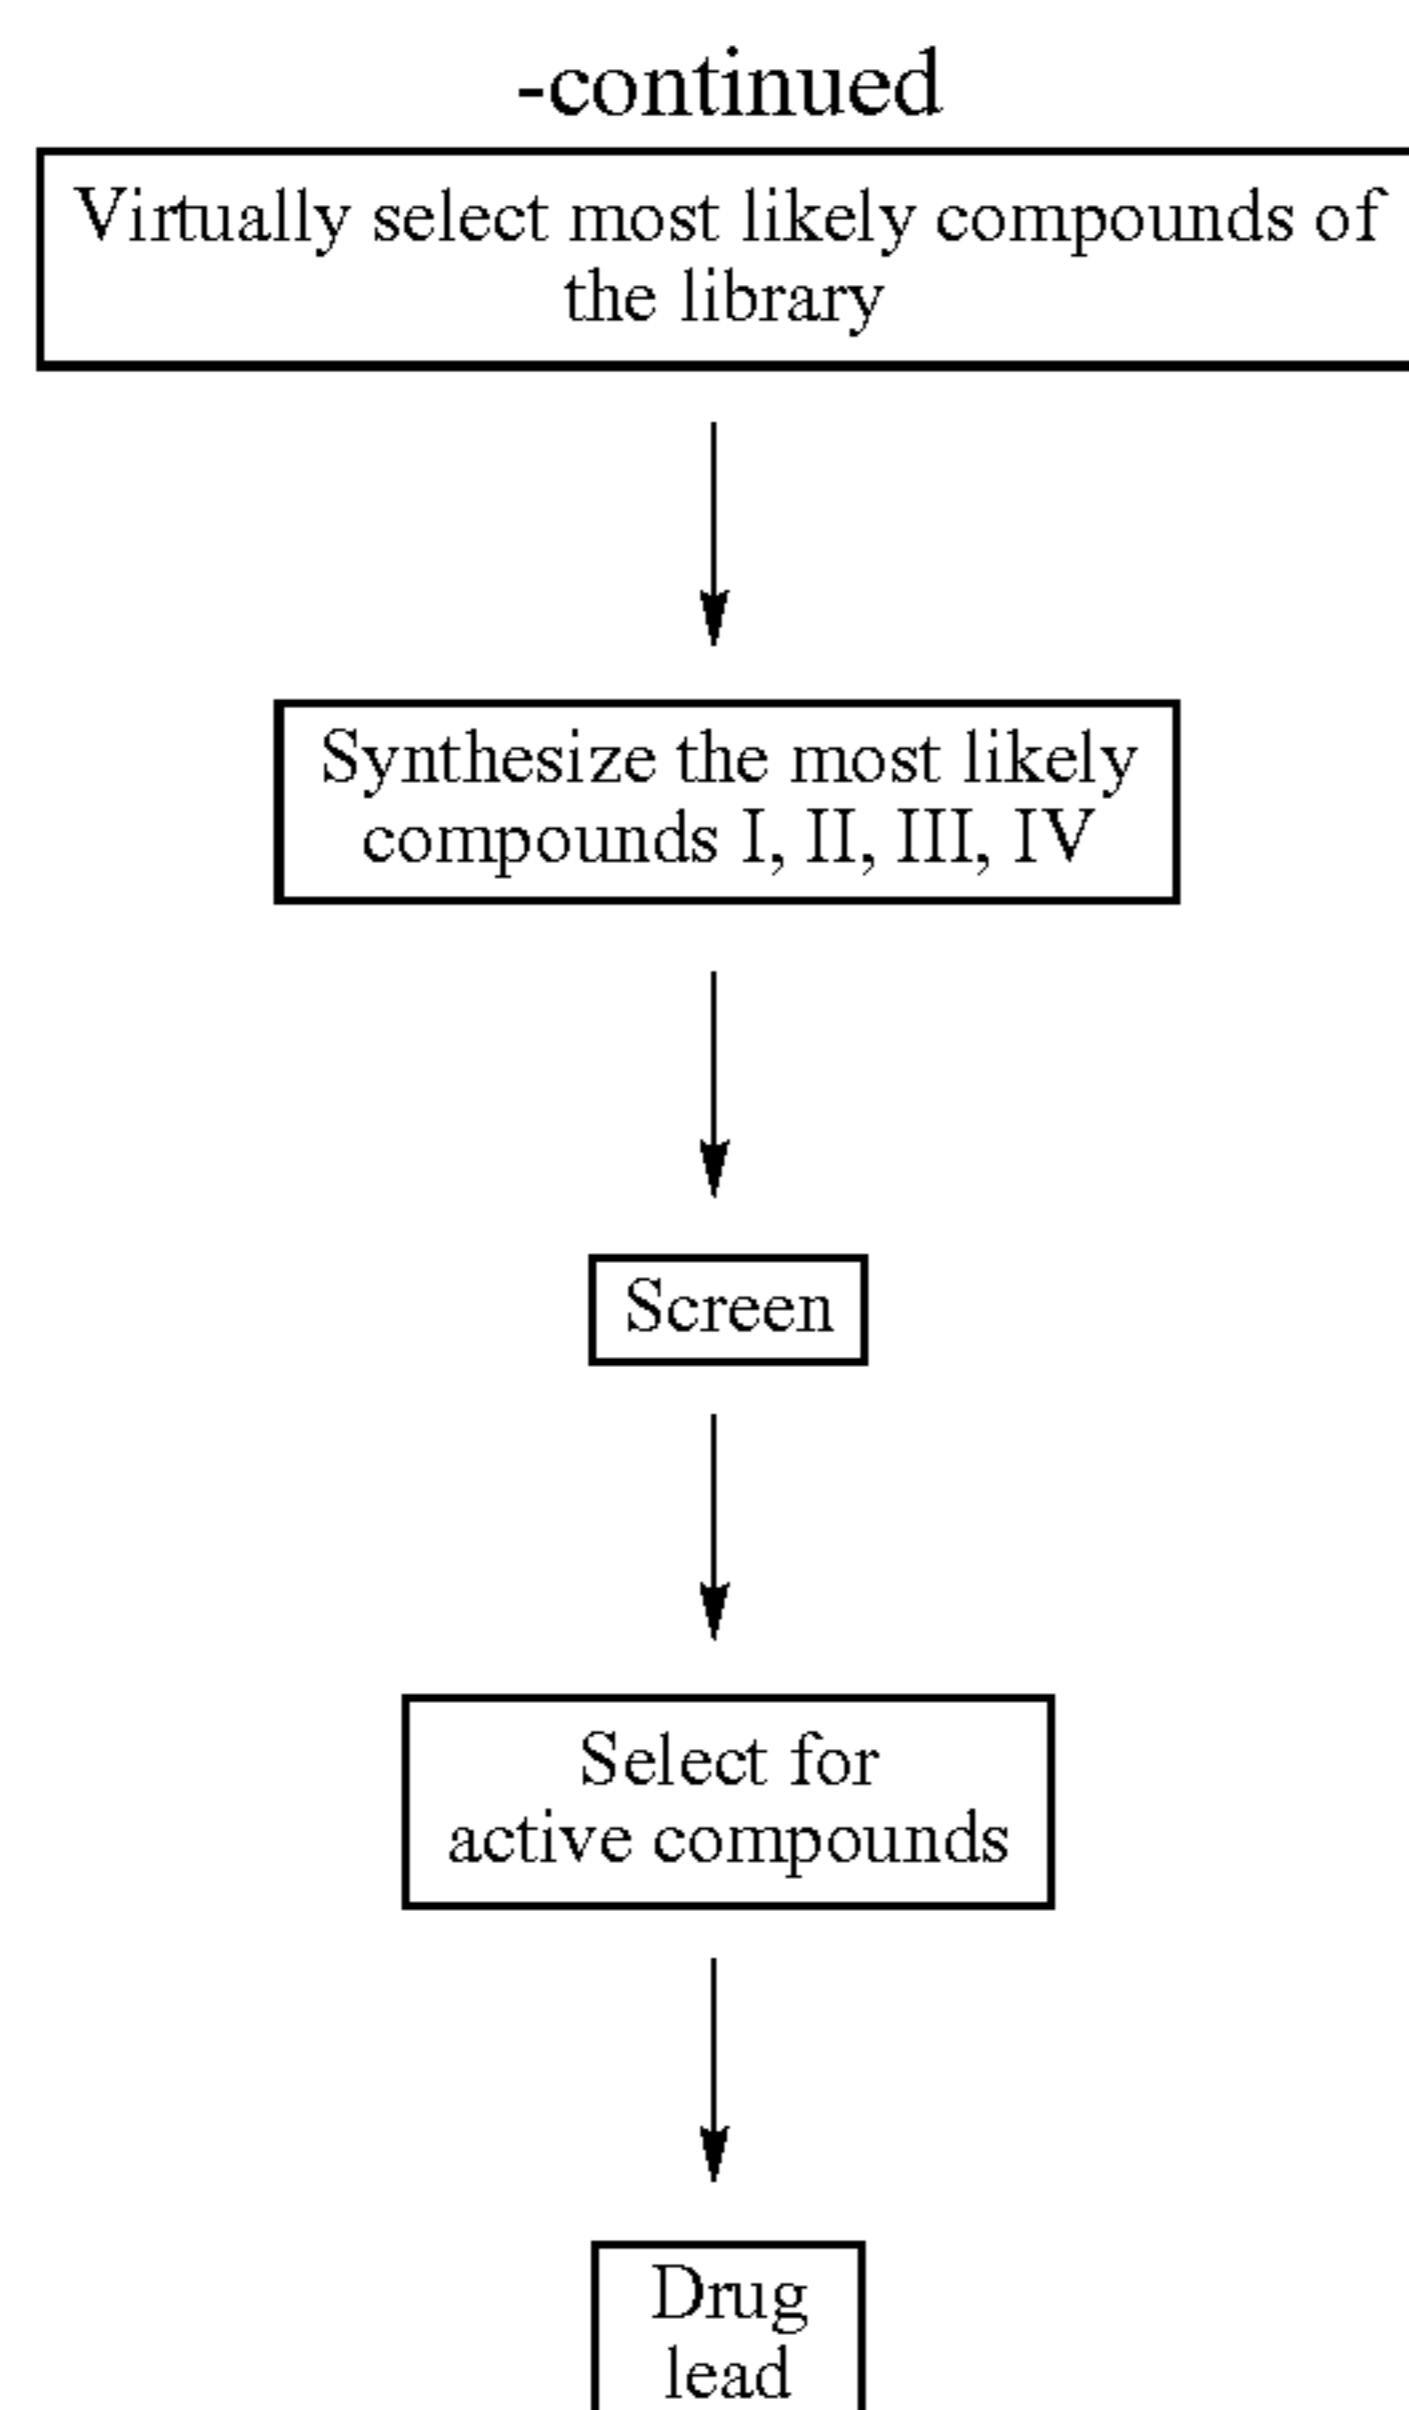 -continued
Virtually select most likely compounds of
the library
Synthesize the most likely
compounds I, II, III, IV
Screen
Select for
active compounds
Drug
lead